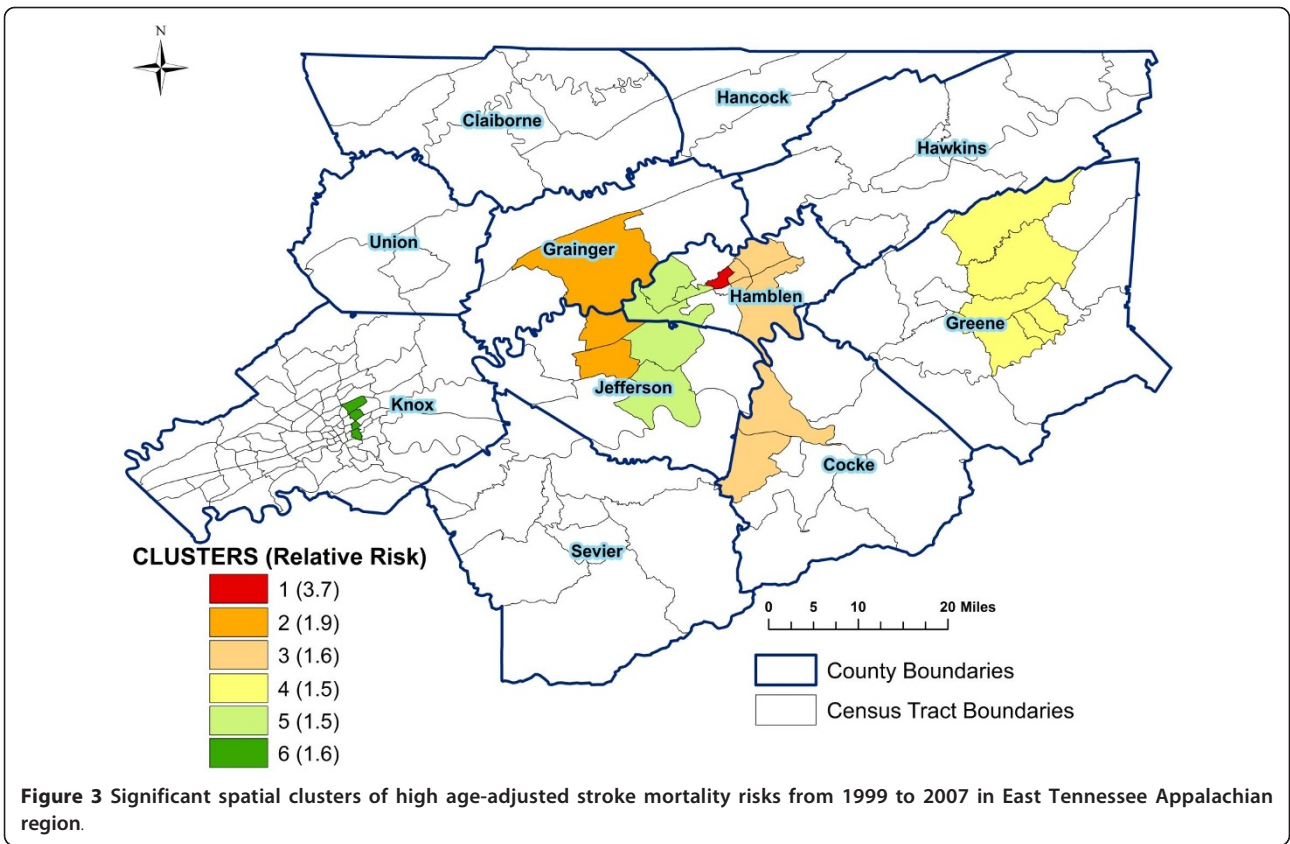 N
Claiborne
Hancock
Hawkins
Union
Grainger
Hamblen
Greene
Jefferson
Knox
Cocke
Sevier
CLUSTERS (Relative Risk)
1 (3.7)
2 (1.9)
3 (1.6)
4 (1.5)
5 (1.5)
6 (1.6)
0 5 10 20 Miles
County Boundaries
Census Tract Boundaries
Figure 3 Significant spatial clusters of high age-adjusted stroke mortality risks from 1999 to 2007 in East Tennessee Appalachian
region.